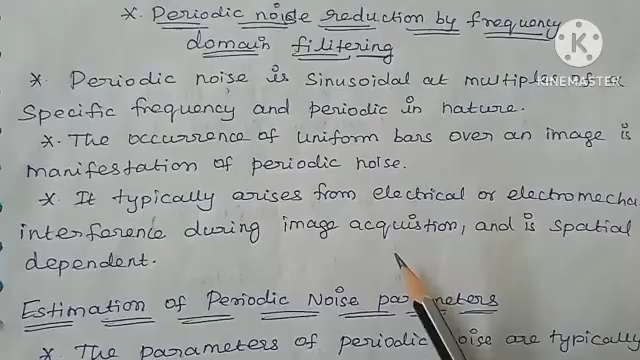 * Periodic noise reduction by frequency
domain filitering
* Periodic noise is sinusoidal at multiples of a
specific frequency and periodic in nature.
* The occurrence of uniform bars over an image is
manifestation of periodic noise.
* It typically arises from electrical or electromecha
interference during image acquistion, and is spatial
dependent.
Estimation of Periodic Noise parameters
* The parameters of periodic noise are typically
K
KINEMASTER